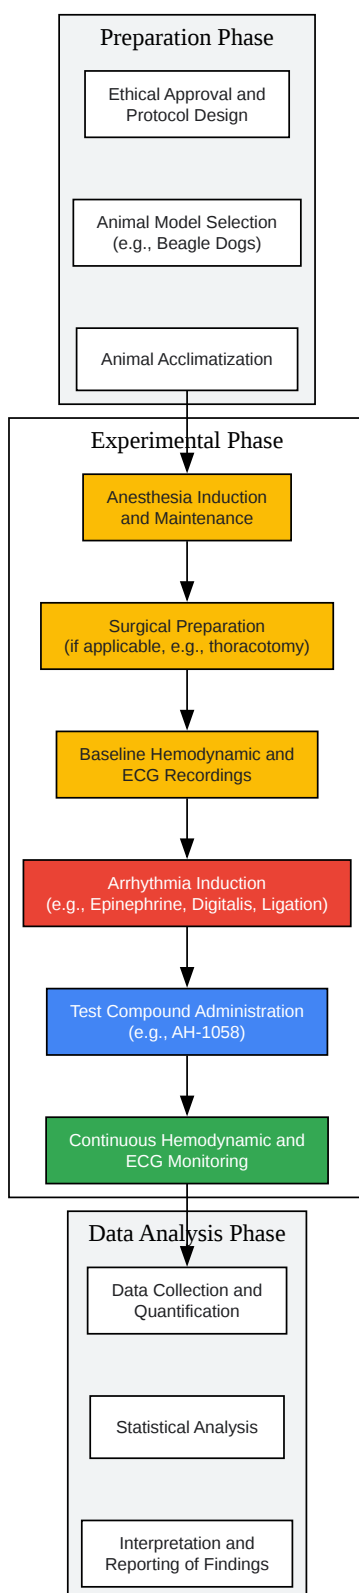 Preparation Phase
Ethical Approval and
Protocol Design
Animal Model Selection
(e.g., Beagle Dogs)
Animal Acclimatization
Experimental Phase
Anesthesia Induction
and Maintenance
Surgical Preparation
(if applicable, e.g., thoracotomy)
Baseline Hemodynamic and
ECG Recordings
Arrhythmia Induction
(e.g., Epinephrine, Digitalis, Ligation)
Test Compound Administration
(e.g., AH-1058)
Continuous Hemodynamic and
ECG Monitoring
Data Analysis Phase
Data Collection and
Quantification
Statistical Analysis
Interpretation and
Reporting of Findings